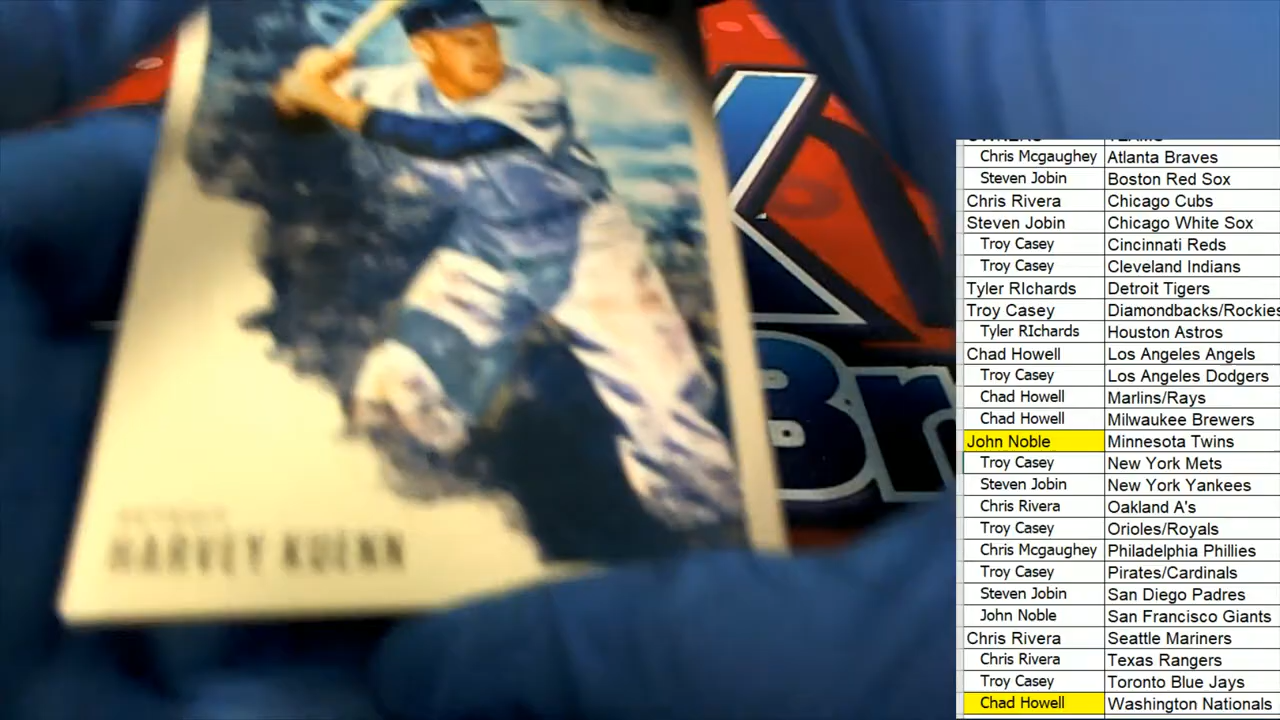 HARVEY KUENN
Br
Chris Mcgaughey Atlanta Braves
Steven Jobin Boston Red Sox
Chris Rivera Chicago Cubs
Steven Jobin Chicago White Sox
Troy Casey Cincinnati Reds
Troy Casey Cleveland Indians
Tyler RIchards Detroit Tigers
Troy Casey Diamondbacks/Rockies
Tyler RIchards Houston Astros
Chad Howell Los Angeles Angels
Troy Casey Los Angeles Dodgers
Chad Howell Marlins/Rays
Chad Howell Milwaukee Brewers
John Noble Minnesota Twins
Troy Casey New York Mets
Steven Jobin New York Yankees
Chris Rivera Oakland A's
Troy Casey Orioles/Royals
Chris Mcgaughey Philadelphia Phillies
Troy Casey Pirates/Cardinals
Steven Jobin San Diego Padres
John Noble San Francisco Giants
Chris Rivera Seattle Mariners
Chris Rivera Texas Rangers
Troy Casey Toronto Blue Jays
Chad Howell Washington Nationals